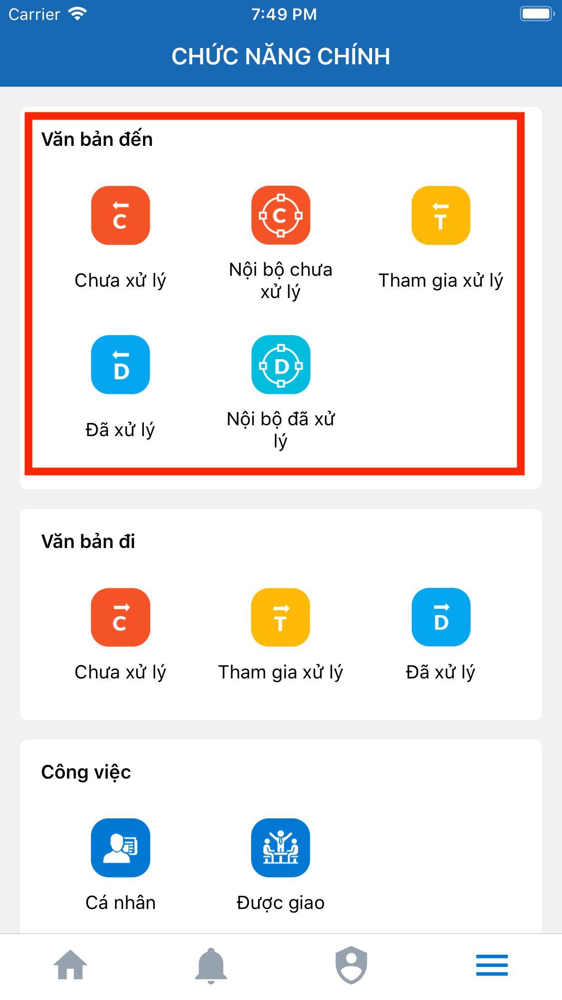 Carrier 7:49 PM
CHỨC NĂNG CHÍNH
Văn bản đến
C
C
T
Chưa xử lý
Nội bộ chưa
xử lý
Tham gia xử lý
D
D
Đã xử lý
Nội bộ đã xử
lý
Văn bản đi
C
T
D
Chưa xử lý
Tham gia xử lý
Đã xử lý
Công việc
Cá nhân
Được giao